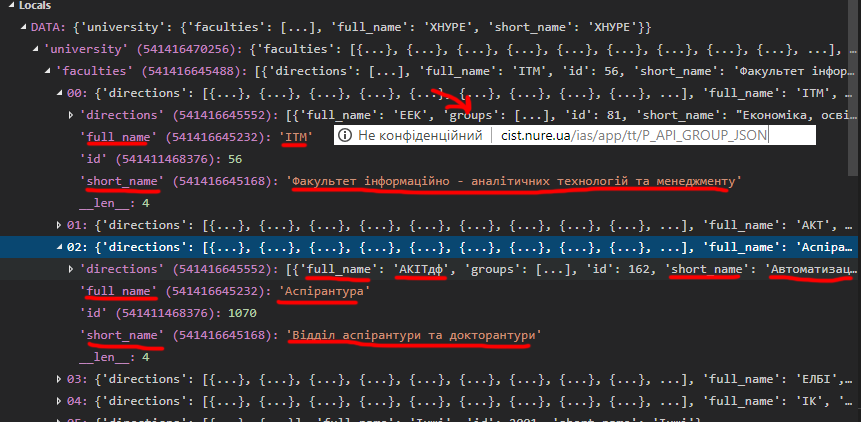 Locals
DATA: {'university': {'faculties': [...], 'full_name': 'ХНУРЕ', 'short_name': 'ХНУРЕ'}}
'university' (541416470256): {'faculties': [{...}, {...}, {...}, {...}, {...}, {...}, {...}, {...}, {...}, ...],
'faculties' (541416645488): [{'directions': [...], 'full_name': 'ІТМ', 'id': 56, 'short_name': 'Факультет інфор…
00: {'directions': [{...}, {...}, {...}, {...}, {...}, {...}, {...}, {...}, {...}, ...], 'full_name': 'ІТМ',
'directions' (541416645552): [{'full_name': 'ЕЕК', 'groups': [...], 'id': 81, 'short_name': "Економіка, осві…
'full_name' (541416645232): 'ІТМ'
Не конфіденційний cist.nure.ua/ias/app/tt/P_API_GROUP_JSON
'id' (541411468376): 56
'short_name' (541416645168): 'Факультет інформаційно - аналітичних технологій та менеджменту'
__len__: 4
01: {'directions': [{...}, {...}, {...}, {...}, {...}, {...}, {...}, {...}, {...}, ...], 'full_name': 'АКТ',
02: {'directions': [{...}, {...}, {...}, {...}, {...}, {...}, {...}, {...}, {...}, ...], 'full_name': 'Аспіра…
'directions' (541416645552): [{'full_name': 'АКІТдф', 'groups': [...], 'id': 162, 'short_name': 'Автоматизац…
'full_name' (541416645232): 'Аспірантура'
'id' (541411468376): 1070
'short_name' (541416645168): 'Відділ аспірантури та докторантури'
__len__: 4
03: {'directions': [{...}, {...}, {...}, {...}, {...}, {...}, {...}, {...}, {...}, ...], 'full_name': 'ЕЛБІ',
04: {'directions': [{...}, {...}, {...}, {...}, {...}, {...}, {...}, {...}, {...}, ...], 'full_name': 'ІК', '…